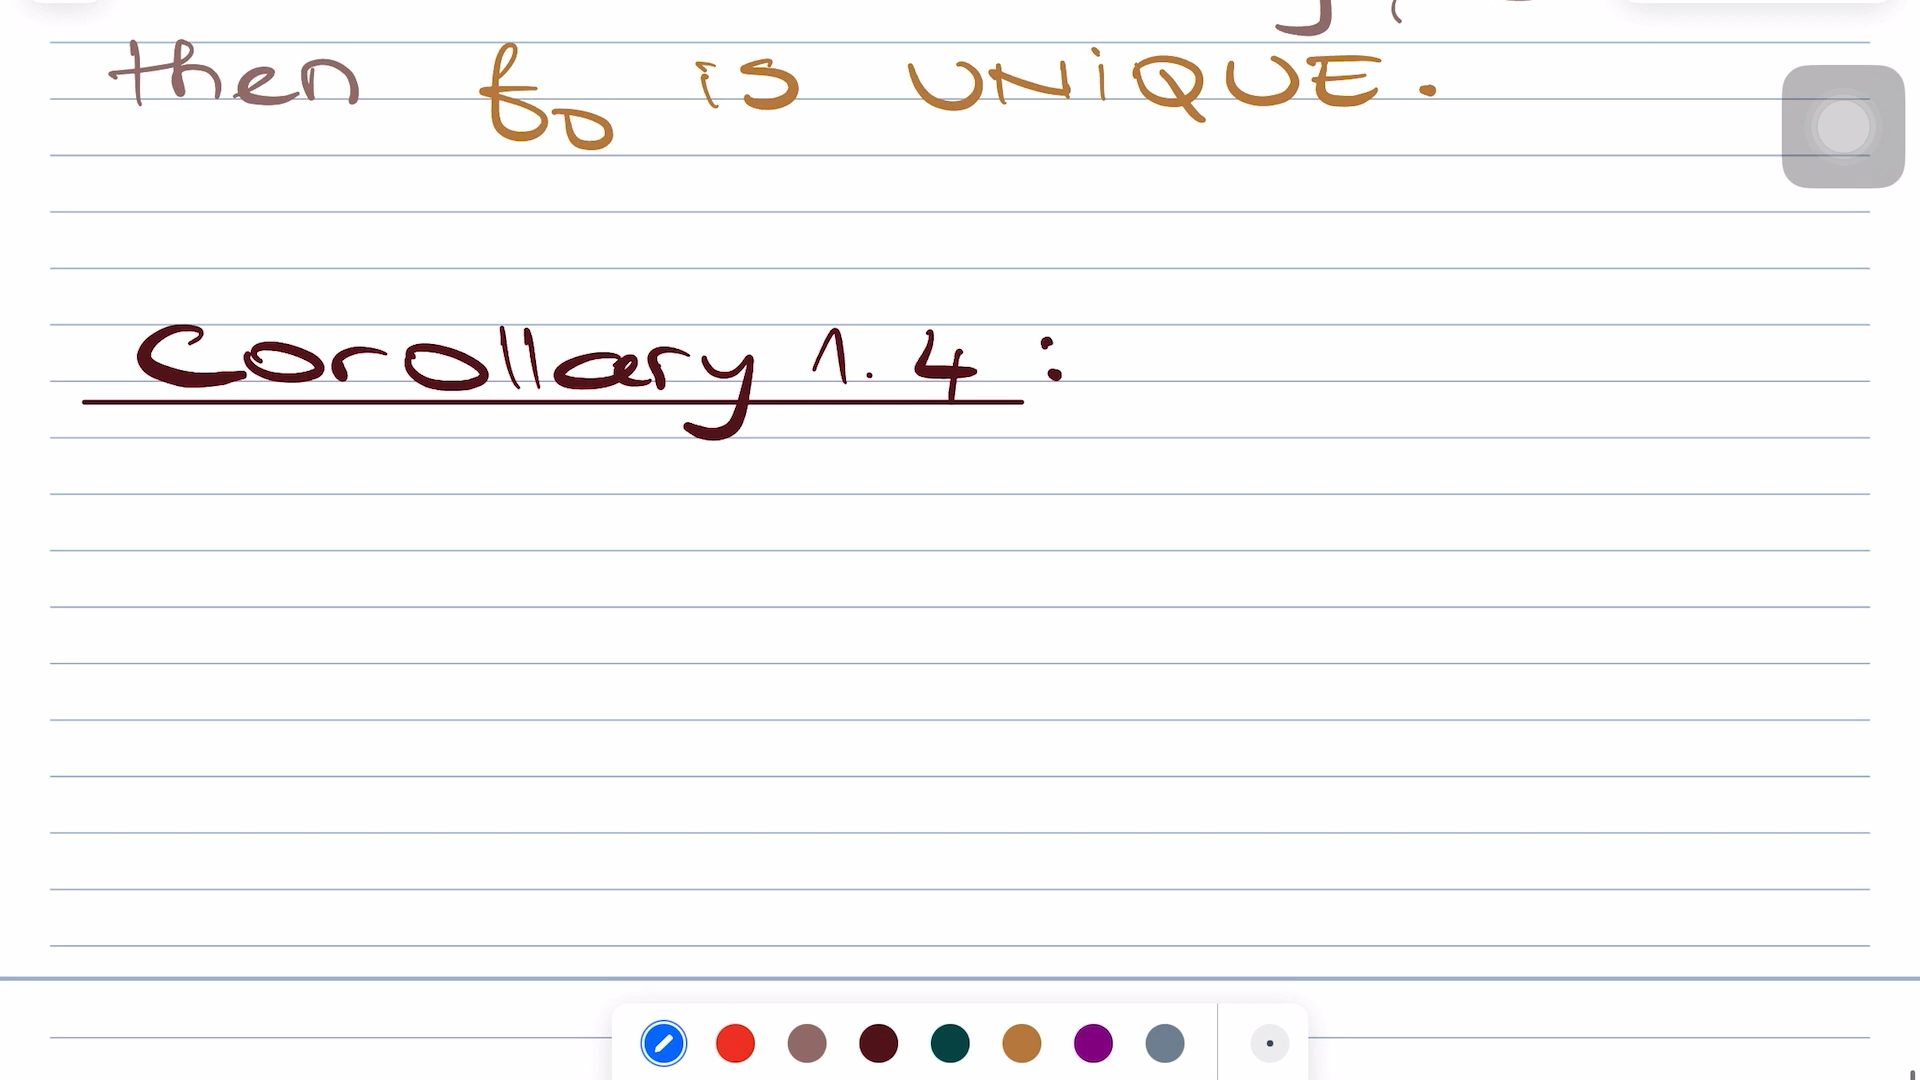 then f₀ is UNiQUE.
Corollary 1.4: